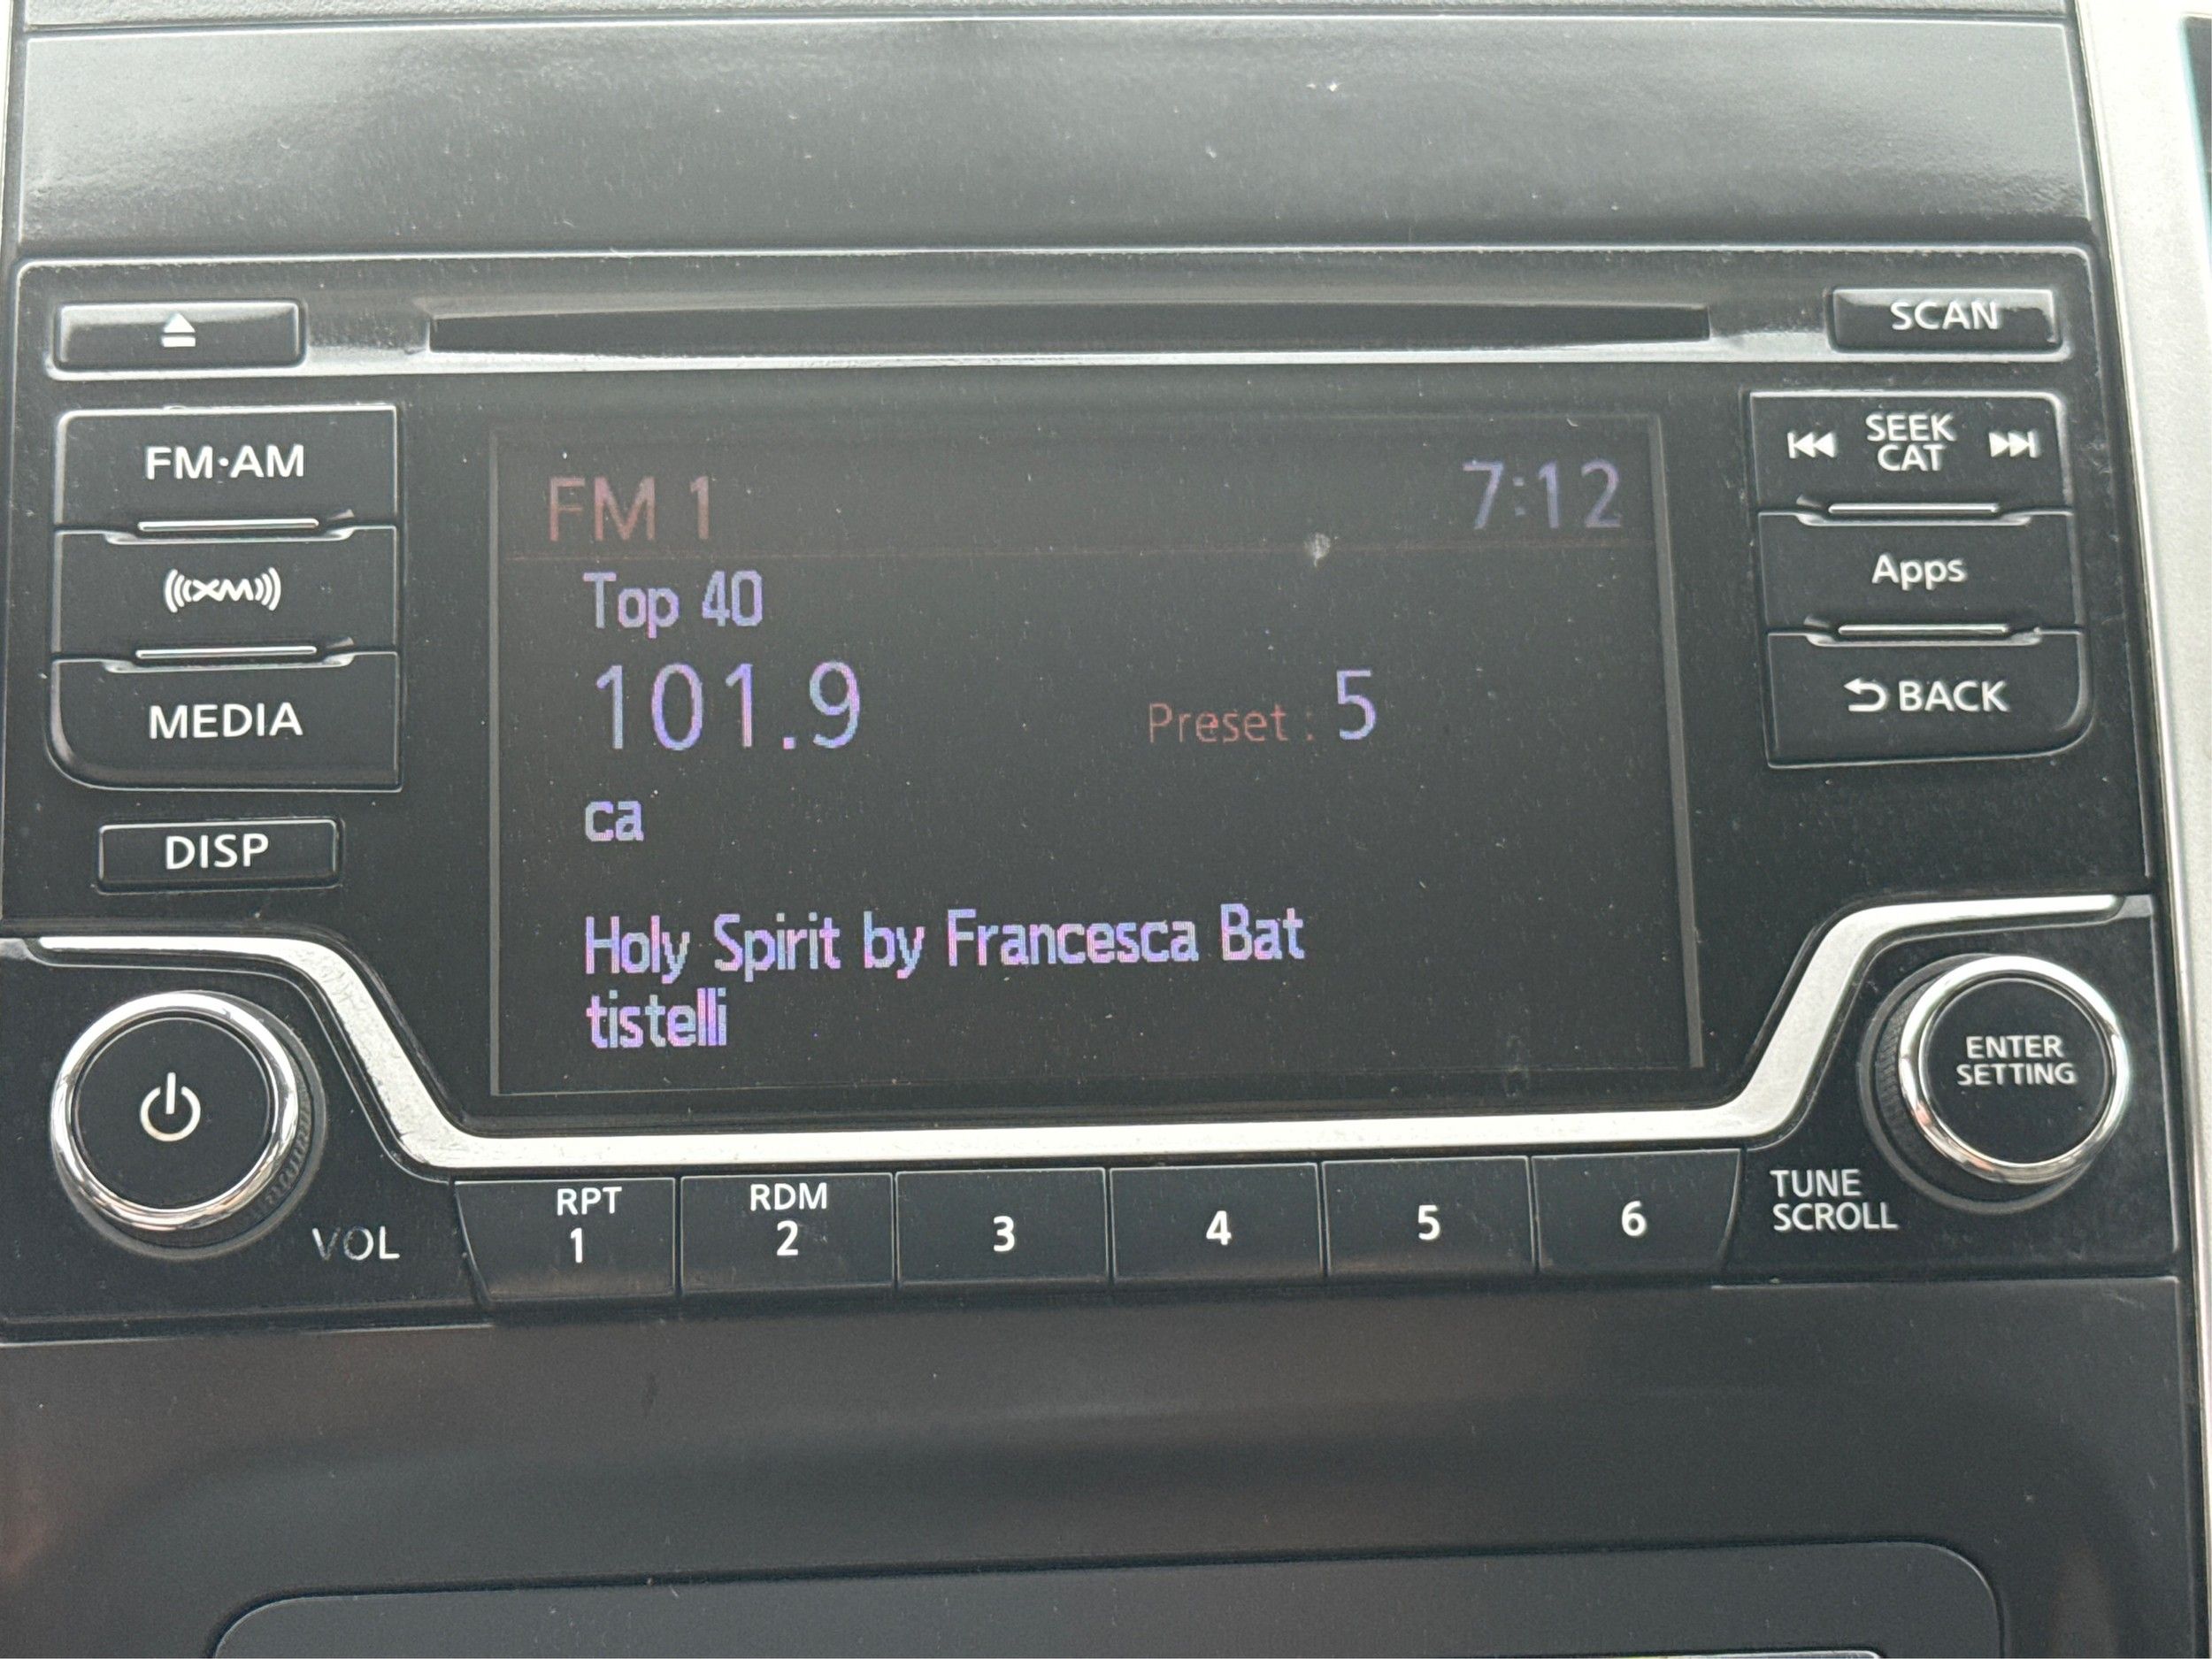 SCAN
FM·AM
SEEK
CAT
FM 1
7:12
XM
Top 40
Apps
101.9
Preset : 5
MEDIA
BACK
ca
DISP
Holy Spirit by Francesca Bat
tistelli
ENTER
SETTING
VOL
RPT
1
RDM
2
3
4
5
6
TUNE
SCROLL